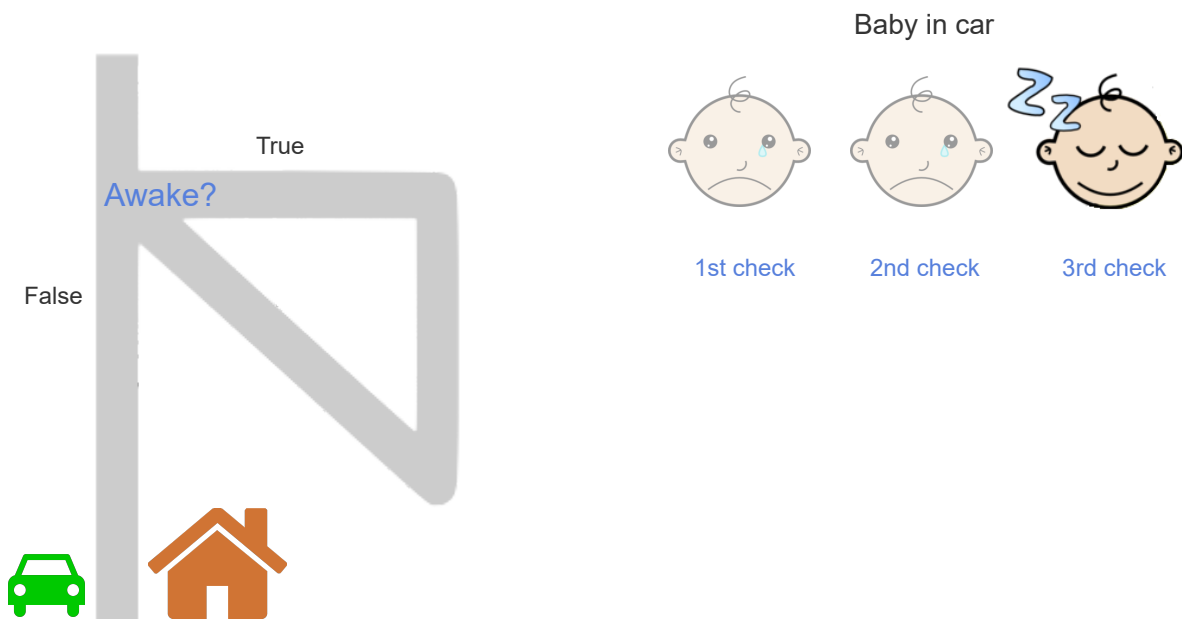 Baby in car
True
Awake?
False
1st check
2nd check
3rd check
Z
Z